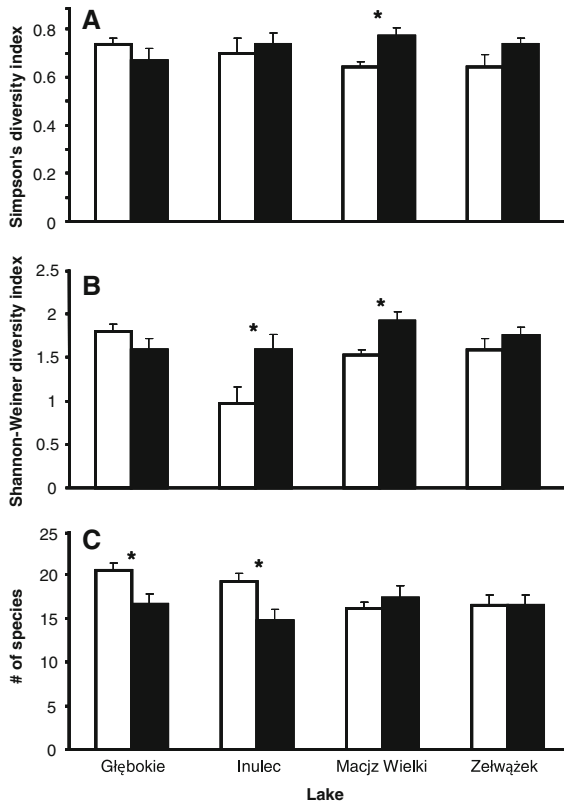 A
Simpson's diversity index
0.8
0.6
0.4
0.2
0
*
B
Shannon-Weiner diversity index
2.5
2
1.5
1
0.5
0
*
*
C
# of species
25
20
15
10
5
0
*
*
Głębokie Inulec Macjz Wielki Zełwążek
Lake